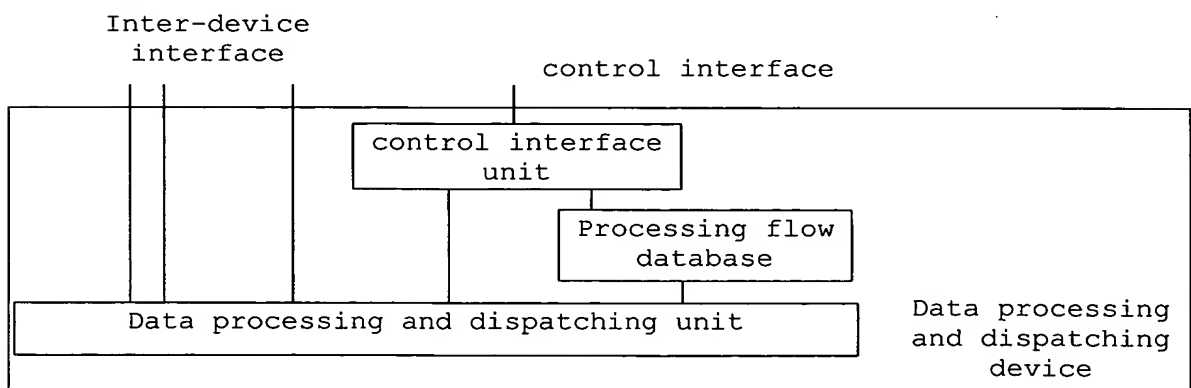 Inter-device
interface
control interface
control interface
unit
Processing flow
database
Data processing and dispatching unit
Data processing
and dispatching
device